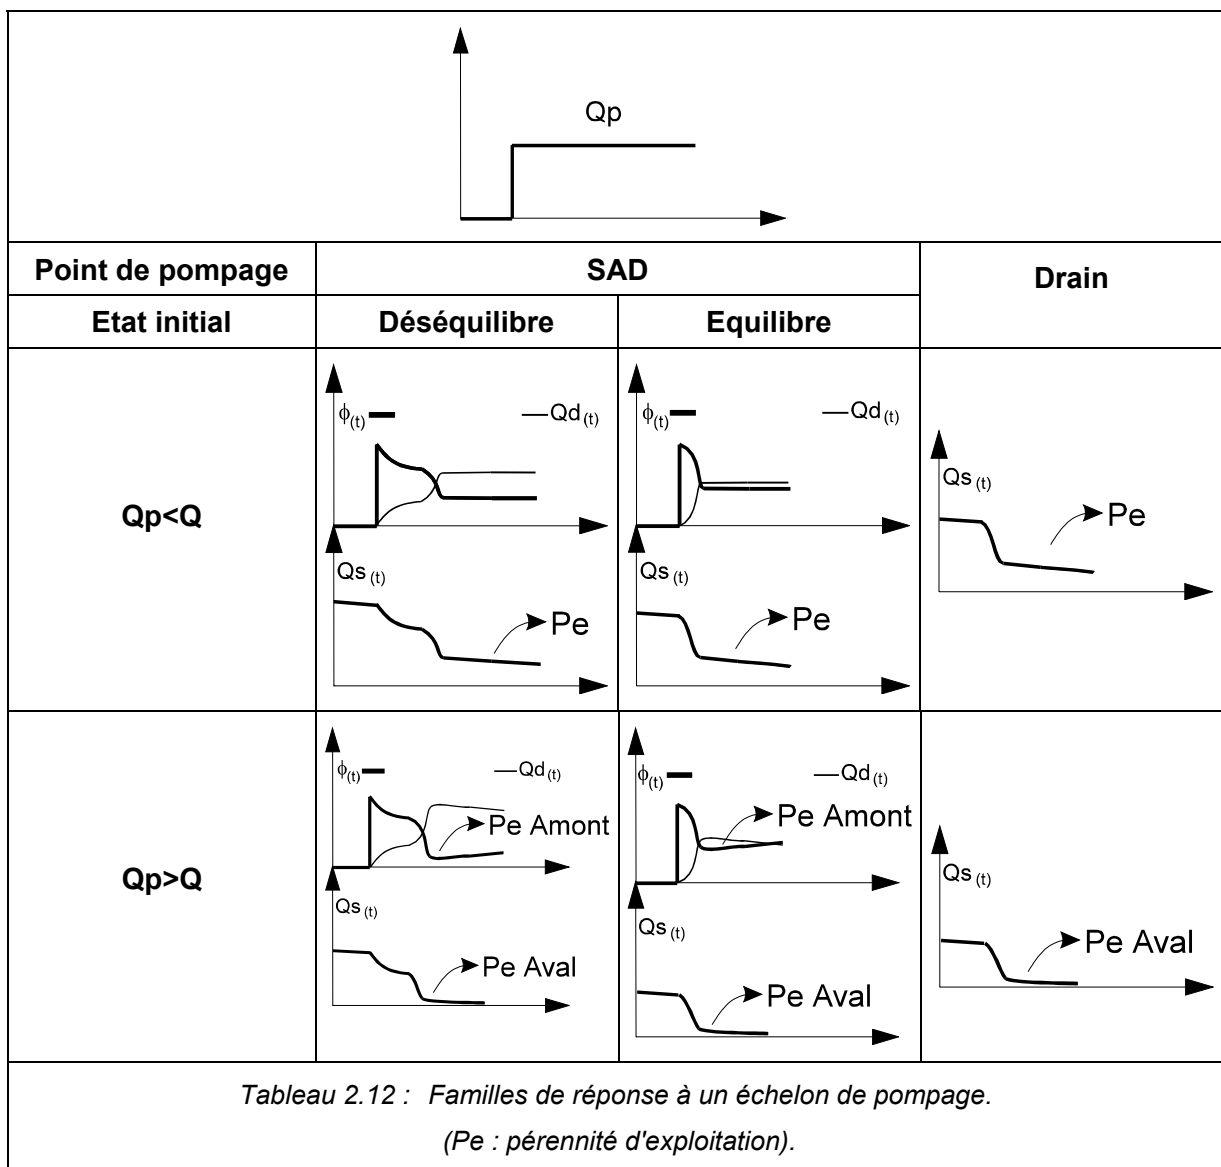 Qp
Point de pompage
SAD
Drain
Etat initial
Déséquilibre
Equilibre
Qp<Q
ϕ(t)
Qd(t)
Qs(t)
Pe
ϕ(t)
Qd(t)
Qs(t)
Pe
Qs(t)
Pe
Qp>Q
ϕ(t)
Qd(t)
Pe Amont
Qs(t)
Pe Aval
ϕ(t)
Qd(t)
Pe Amont
Qs(t)
Pe Aval
Qs(t)
Pe Aval
Tableau 2.12 : Familles de réponse à un échelon de pompage.
(Pe : pérennité d'exploitation).